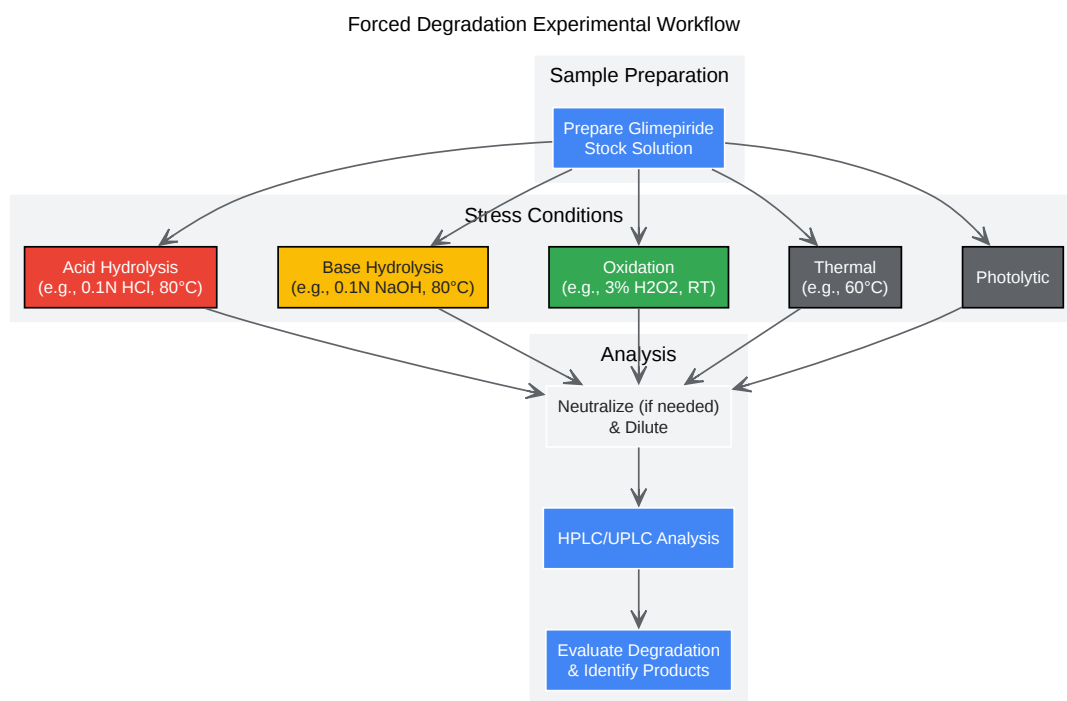 Forced Degradation Experimental Workflow
Sample Preparation
Prepare Glimepiride
Stock Solution
Stress Conditions
Acid Hydrolysis
(e.g., 0.1N HCl, 80°C)
Base Hydrolysis
(e.g., 0.1N NaOH, 80°C)
Oxidation
(e.g., 3% H2O2, RT)
Thermal
(e.g., 60°C)
Photolytic
Analysis
Neutralize (if needed)
& Dilute
HPLC/UPLC Analysis
Evaluate Degradation
& Identify Products